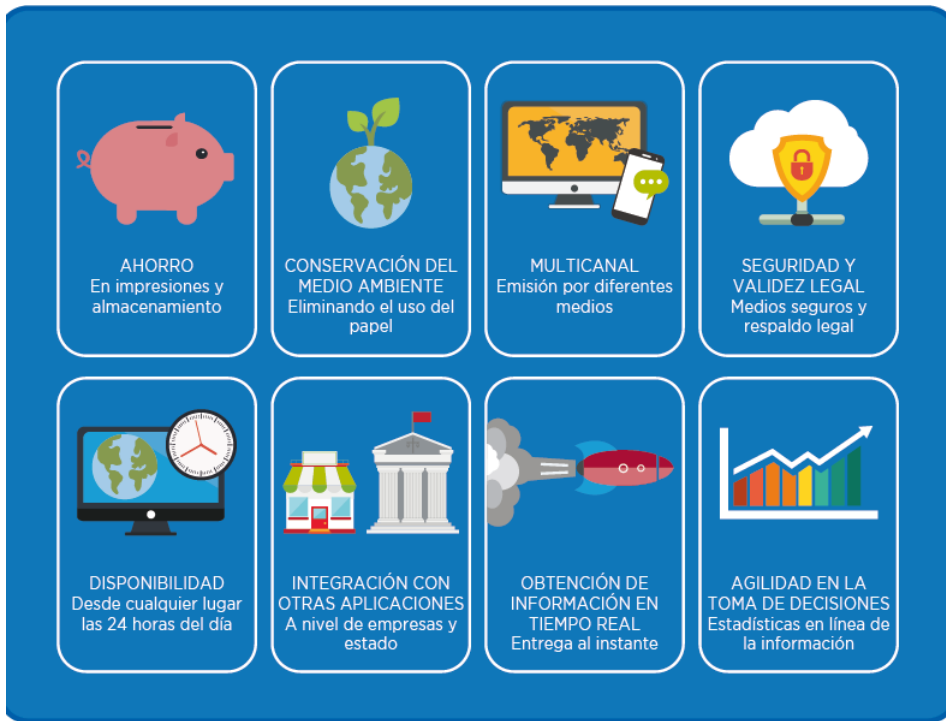 AHORRO
En impresiones y
almacenamiento
CONSERVACIÓN DEL
MEDIO AMBIENTE
Eliminando el uso del
papel
MULTICANAL
Emisión por diferentes
medios
SEGURIDAD Y
VALIDEZ LEGAL
Medios seguros y
respaldo legal
DISPONIBILIDAD
Desde cualquier lugar
las 24 horas del día
INTEGRACIÓN CON
OTRAS APLICACIONES
A nivel de empresas y
estado
OBTENCIÓN DE
INFORMACIÓN EN
TIEMPO REAL
Entrega al instante
AGILIDAD EN LA
TOMA DE DECISIONES
Estadísticas en línea de
la información